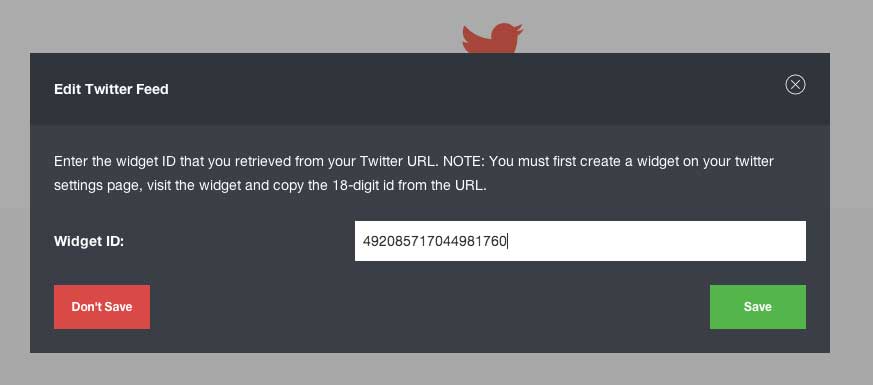 Edit Twitter Feed
Enter the widget ID that you retrieved from your Twitter URL. NOTE: You must first create a widget on your twitter
settings page, visit the widget and copy the 18-digit id from the URL.
Widget ID:
492085717044981760
Don't Save
Save